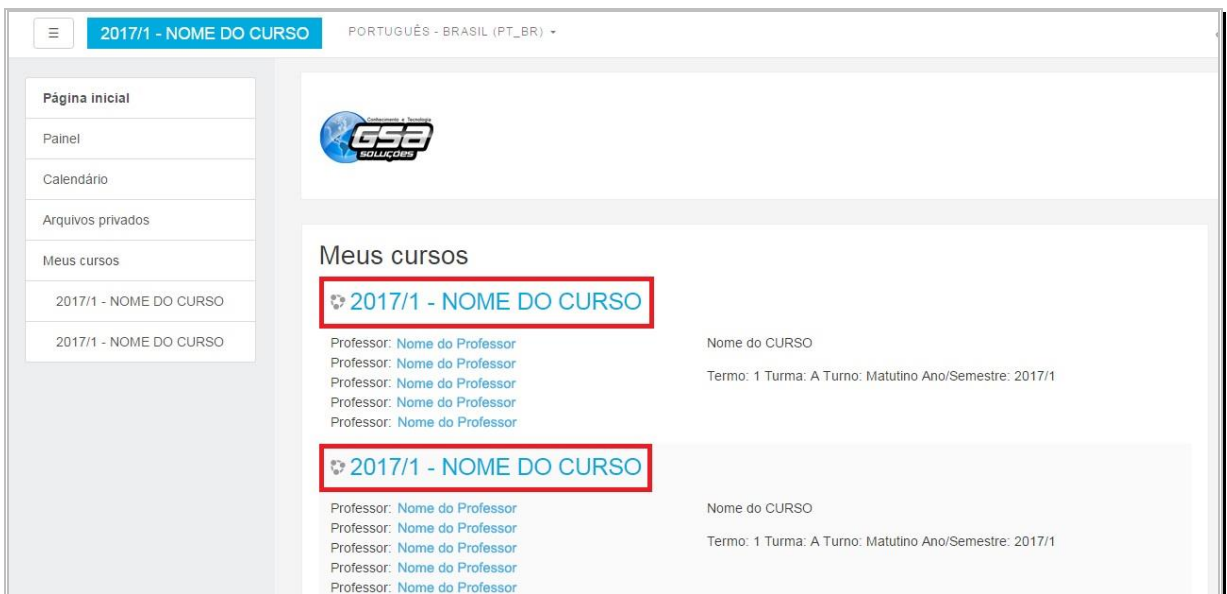 2017/1 - NOME DO CURSO
PORTUGUÊS - BRASIL (PT_BR)
Página inicial
Painel
Calendário
Arquivos privados
Meus cursos
2017/1 - NOME DO CURSO
2017/1 - NOME DO CURSO
Conhecimento e Tecnologia
GSA
SOLUÇÕES
Meus cursos
2017/1 - NOME DO CURSO
Professor: Nome do Professor
Professor: Nome do Professor
Professor: Nome do Professor
Professor: Nome do Professor
Professor: Nome do Professor
Nome do CURSO
Termo: 1 Turma: A Turno: Matutino Ano/Semestre: 2017/1
2017/1 - NOME DO CURSO
Professor: Nome do Professor
Professor: Nome do Professor
Professor: Nome do Professor
Professor: Nome do Professor
Professor: Nome do Professor
Nome do CURSO
Termo: 1 Turma: A Turno: Matutino Ano/Semestre: 2017/1